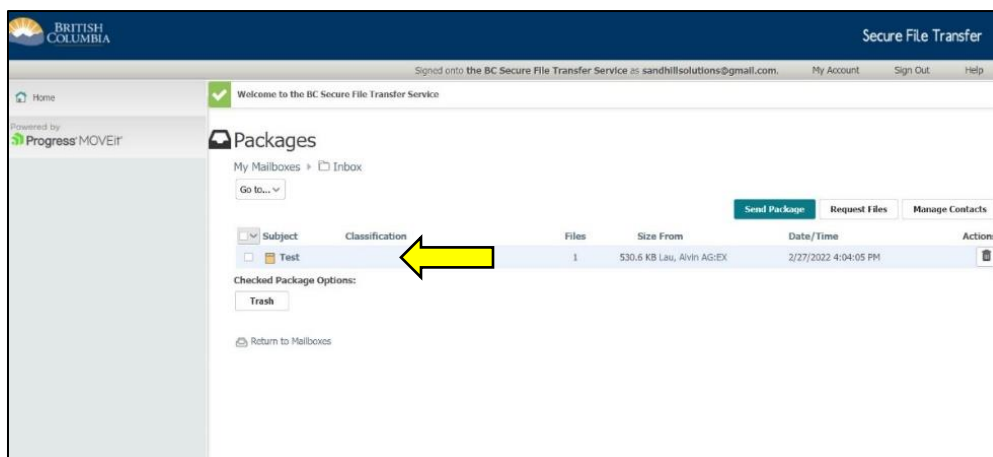 BRITISH
COLUMBIA
Secure File Transfer
Signed onto the BC Secure File Transfer Service as sandhillsolutions@gmail.com. My Account Sign Out Help
Home
Welcome to the BC Secure File Transfer Service
Powered by
Progress MOVEit
Packages
My Mailboxes Inbox
Go to...
Send Package Request Files Manage Contacts
Subject Classification Files Size From Date/Time Action
Test 1 530.6 KB Lau, Alvin AG:EX 2/27/2022 4:04:05 PM
Checked Package Options:
Trash
Return to Mailboxes